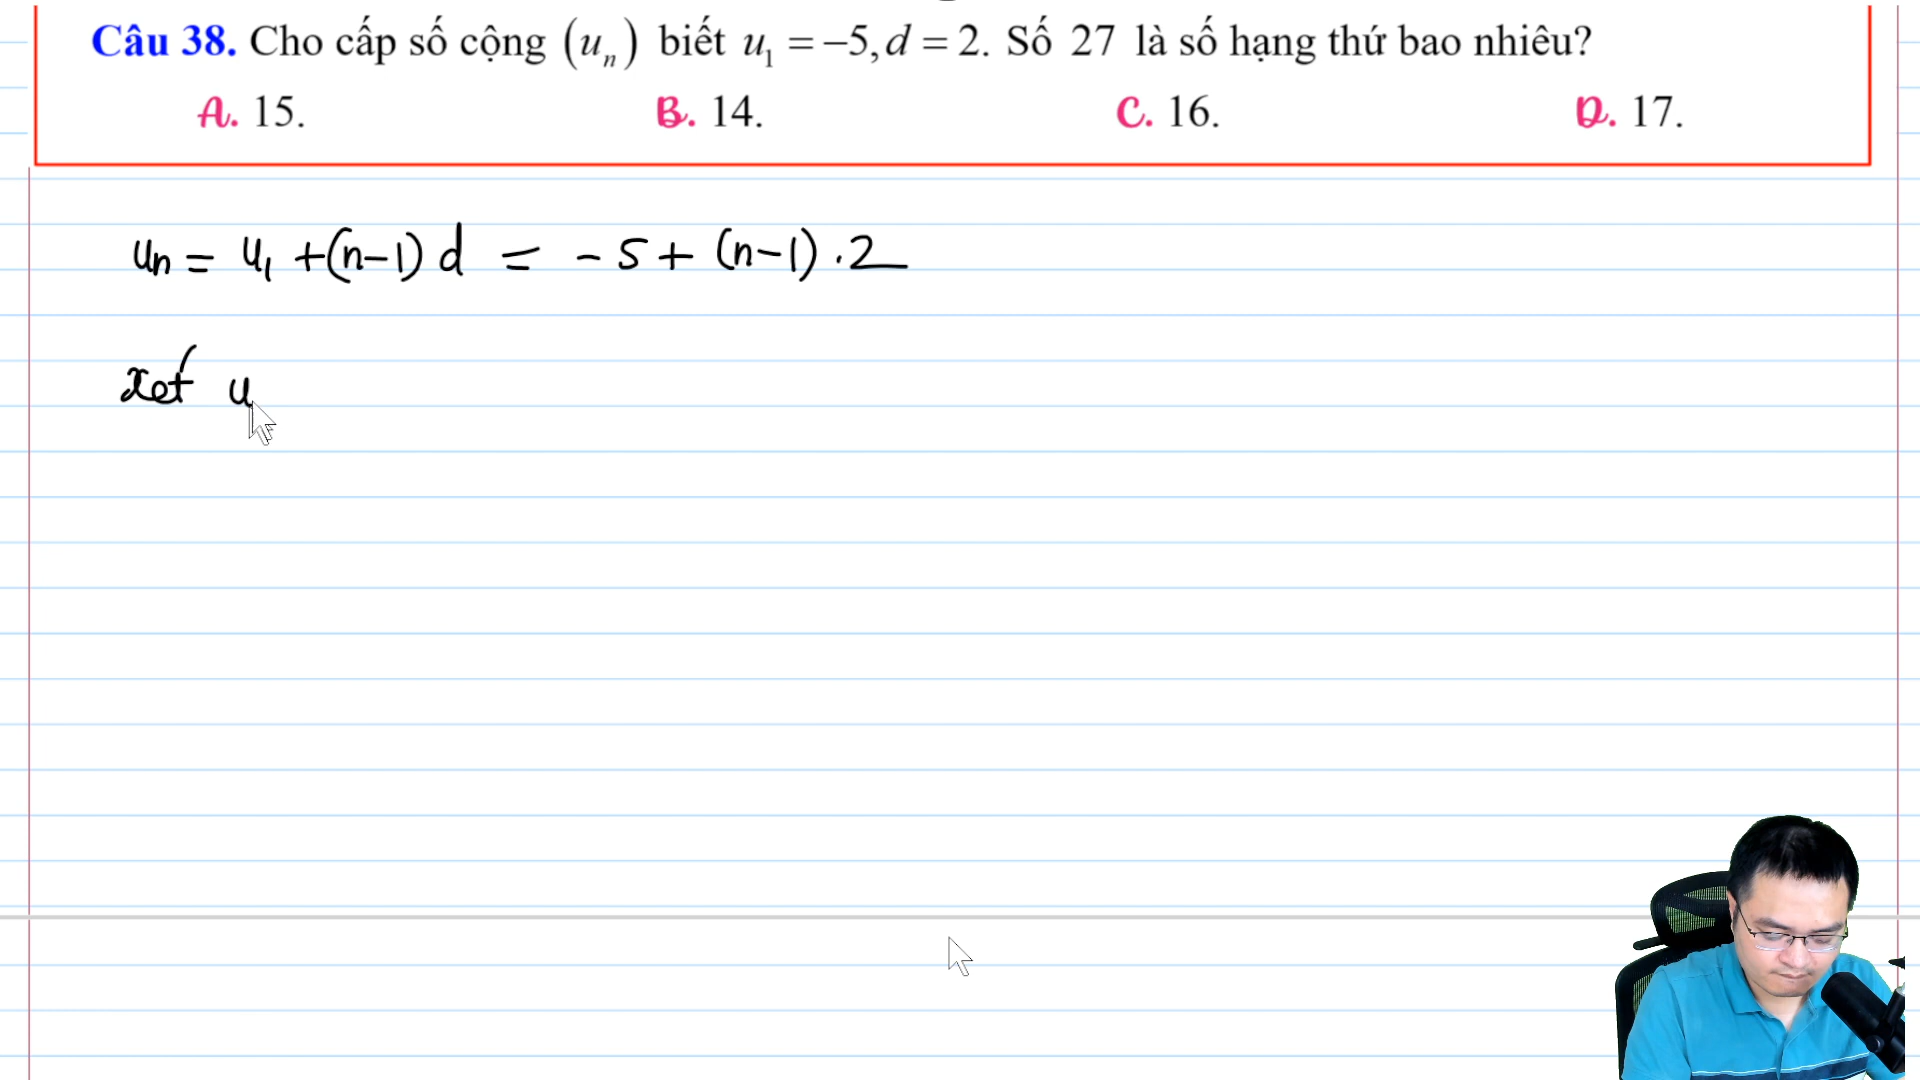 Câu 38. Cho cấp số cộng (uₙ) biết u₁ = −5, d = 2. Số 27 là số hạng thứ bao nhiêu?
A. 15. B. 14. C. 16. D. 17.
uₙ = u₁ + (n−1) d = −5 + (n−1) . 2
xét u